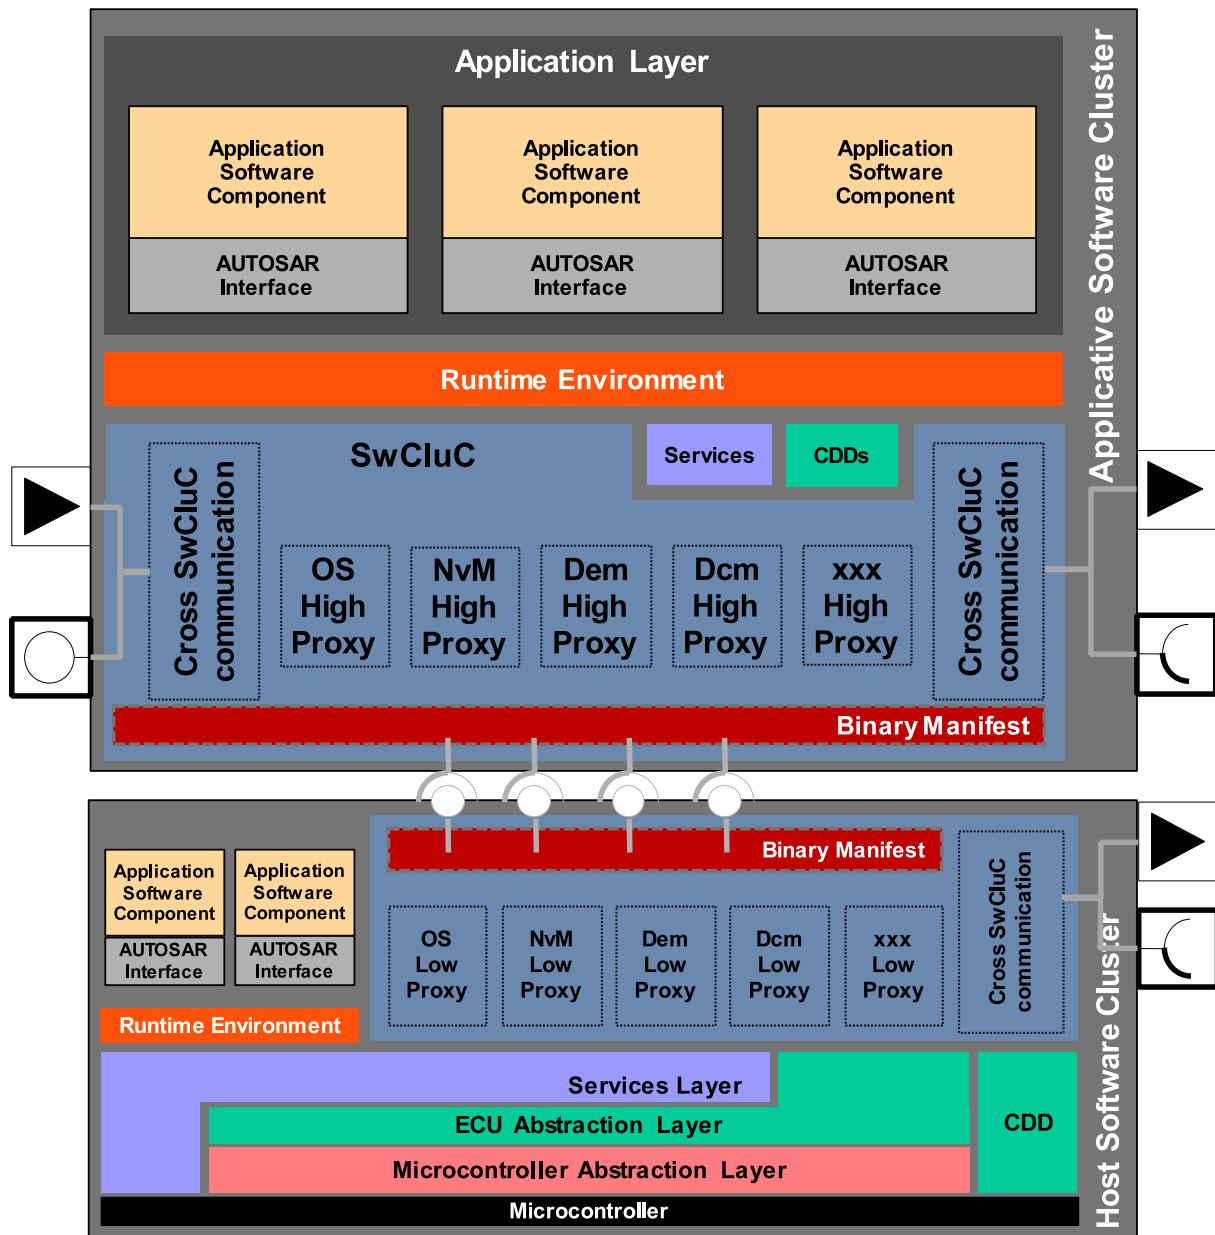 Application Layer
Applicative Software Cluster
Application
Software
Component
AUTOSAR
Interface
Application
Software
Component
AUTOSAR
Interface
Application
Software
Component
AUTOSAR
Interface
Runtime Environment
SwCluC
Services
CDDs
Cross SwCluC
communication
OS
High
Proxy
NvM
High
Proxy
Dem
High
Proxy
Dcm
High
Proxy
xxx
High
Proxy
Cross SwCluC
communication
Binary Manifest
Host Software Cluster
Binary Manifest
Application
Software
Component
AUTOSAR
Interface
Application
Software
Component
AUTOSAR
Interface
OS
Low
Proxy
NvM
Low
Proxy
Dem
Low
Proxy
Dcm
Low
Proxy
xxx
Low
Proxy
Cross SwCluC
communication
Runtime Environment
Services Layer
ECU Abstraction Layer
CDD
Microcontroller Abstraction Layer
Microcontroller